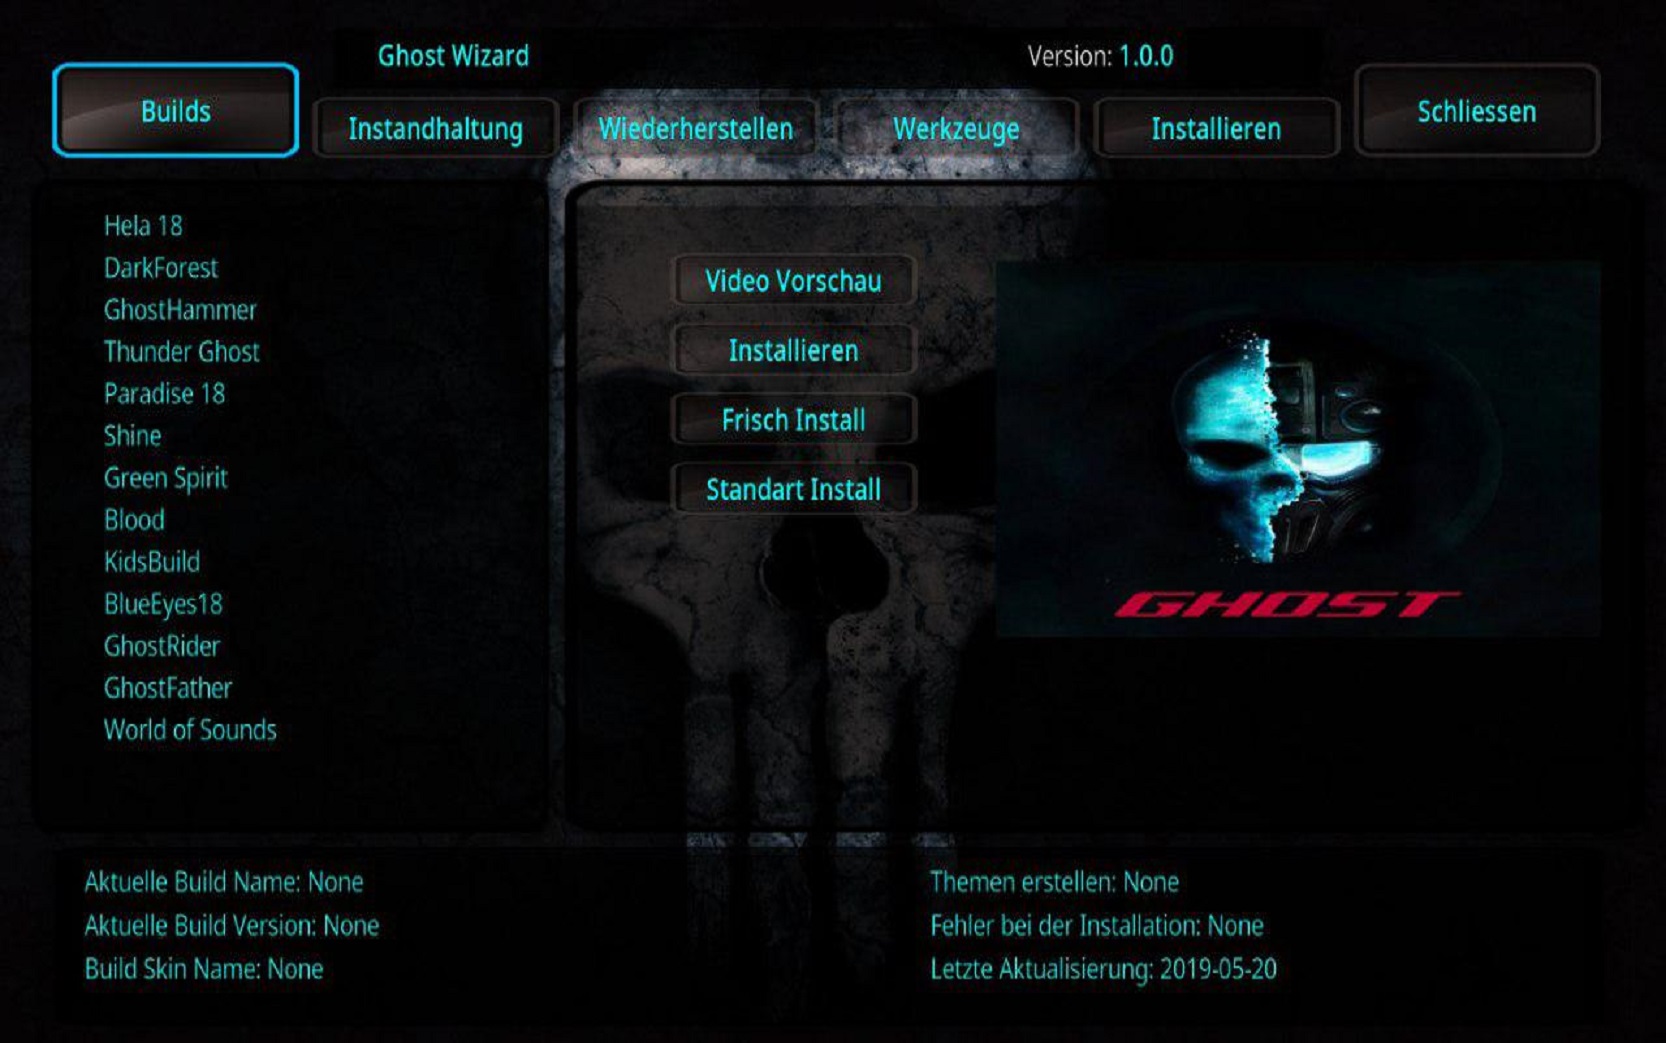 Ghost Wizard
Version: 1.0.0
Builds
Instandhaltung
Wiederherstellen
Werkzeuge
Installieren
Schliessen
Hela 18
DarkForest
GhostHammer
Thunder Ghost
Paradise 18
Shine
Green Spirit
Blood
KidsBuild
BlueEyes18
GhostRider
GhostFather
World of Sounds
Video Vorschau
Installieren
Frisch Install
Standart Install
GHOST
Aktuelle Build Name: None
Aktuelle Build Version: None
Build Skin Name: None
Themen erstellen: None
Fehler bei der Installation: None
Letzte Aktualisierung: 2019-05-20